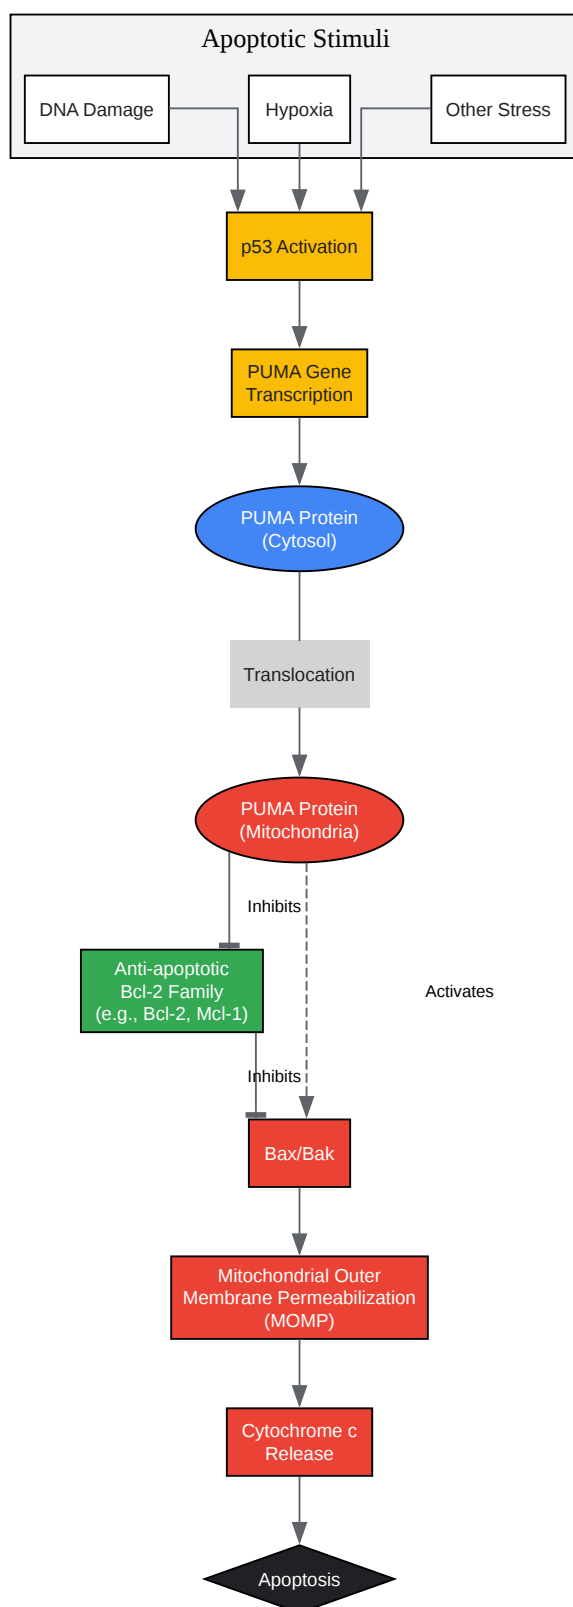 Apoptotic Stimuli
DNA Damage
Hypoxia
Other Stress
p53 Activation
PUMA Gene
Transcription
PUMA Protein
(Cytosol)
Translocation
PUMA Protein
(Mitochondria)
Inhibits
Anti-apoptotic
Bcl-2 Family
(e.g., Bcl-2, Mcl-1)
Activates
Inhibits
Bax/Bak
Mitochondrial Outer
Membrane Permeabilization
(MOMP)
Cytochrome c
Release
Apoptosis